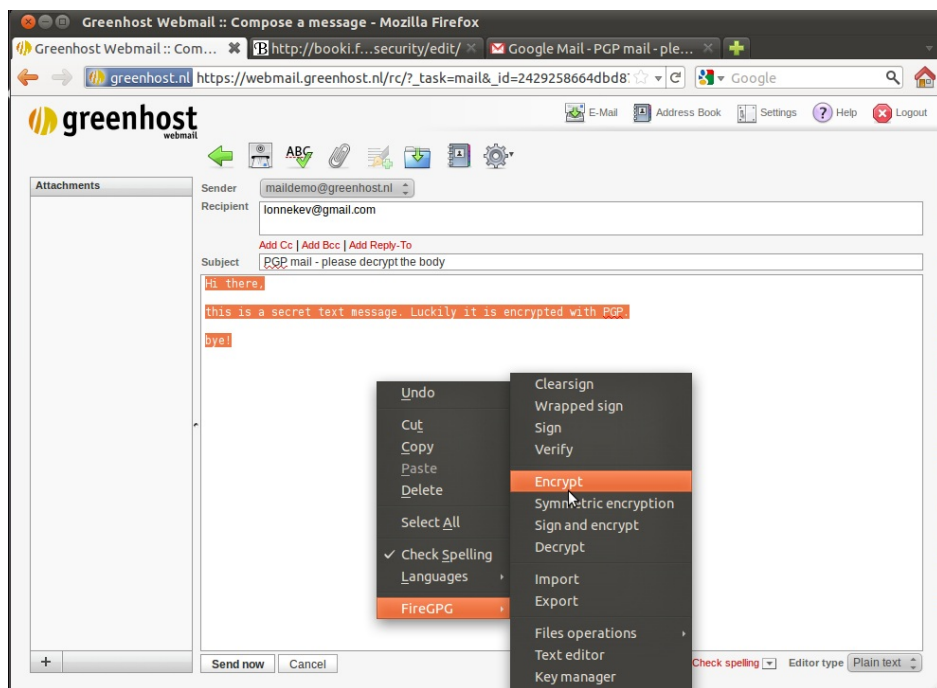 Greenhost Webmail :: Compose a message - Mozilla Firefox
Greenhost Webmail :: Com... http://booki.f...security/edit/ Google Mail - PGP mail - ple...
greenhost.nl https://webmail.greenhost.nl/rc/?_task=mail&_id=2429258664dbd8 Google
greenhost
webmail
E-Mail Address Book Settings Help Logout
ABC
Attachments
Sender maildemo@greenhost.nl
Recipient lonnekev@gmail.com
Add Cc | Add Bcc | Add Reply-To
Subject PGP mail - please decrypt the body
Hi there,
this is a secret text message. Luckily it is encrypted with PGP.
bye!
Undo
Cut
Copy
Paste
Delete
Select All
Check Spelling
Languages
FireGPG
Clearsign
Wrapped sign
Sign
Verify
Encrypt
Symmetric encryption
Sign and encrypt
Decrypt
Import
Export
Files operations
Text editor
Key manager
+ Send now Cancel Check spelling Editor type Plain text